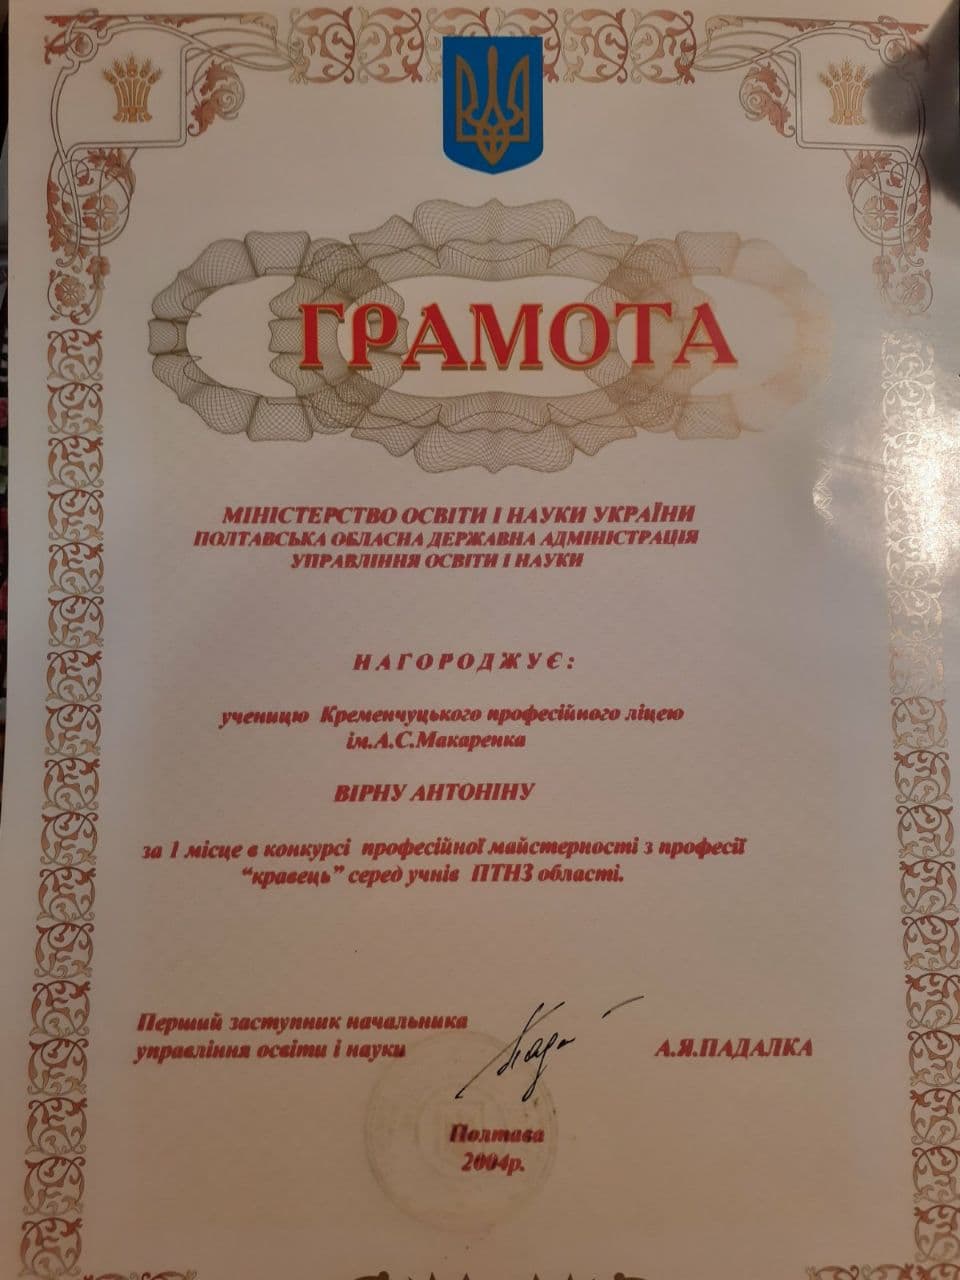 ГРАМОТА
МІНІСТЕРСТВО ОСВІТИ І НАУКИ УКРАЇНИ
ПОЛТАВСЬКА ОБЛАСНА ДЕРЖАВНА АДМІНІСТРАЦІЯ
УПРАВЛІННЯ ОСВІТИ І НАУКИ
НАГОРОДЖУЄ:
ученицю Кременчуцького професійного ліцею
ім.А.С.Макаренка
ВІРНУ АНТОНІНУ
за 1 місце в конкурсі професійної майстерності з професії
“кравець” серед учнів ПТНЗ області.
Перший заступник начальника
управління освіти і науки А.Я.ПАДАЛКА
Полтава
2004р.